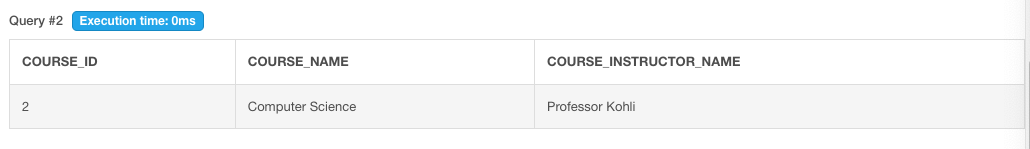 Query #2 Execution time: 0ms
COURSE_ID COURSE_NAME COURSE_INSTRUCTOR_NAME
2 Computer Science Professor Kohli